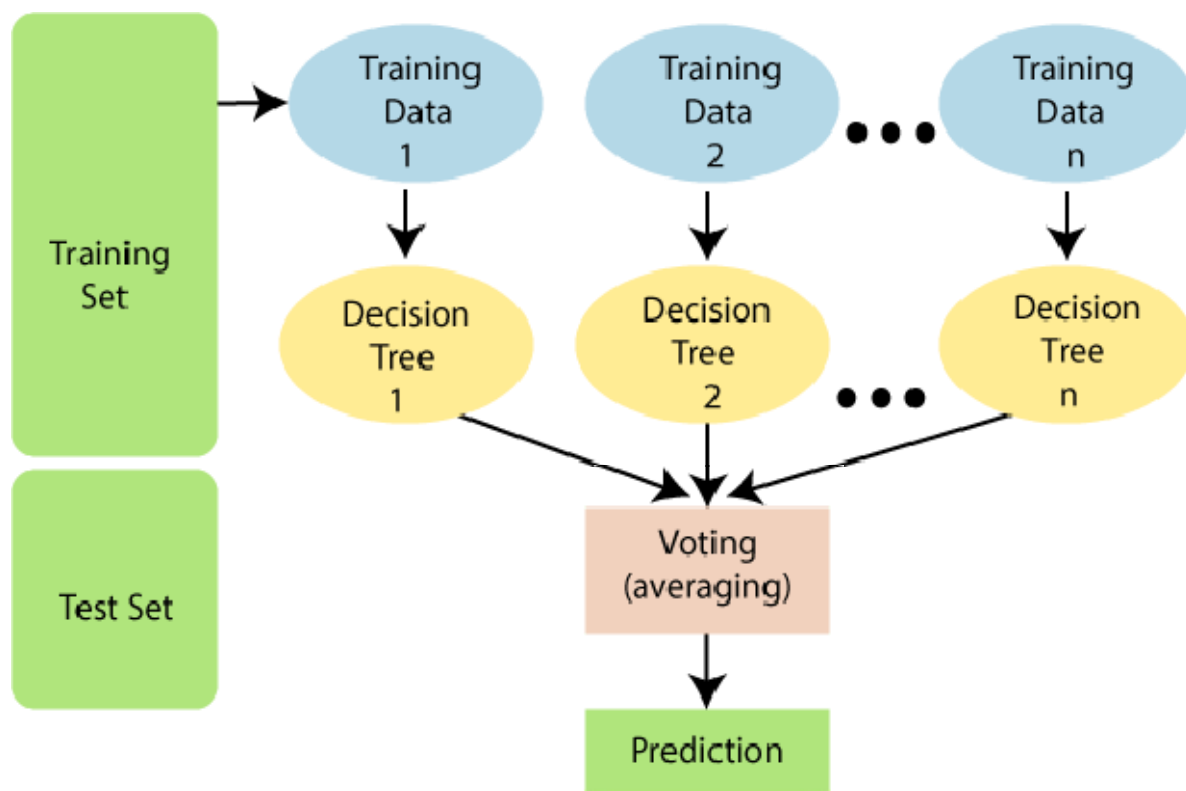 Training
Data
1
Training
Data
2
Training
Data
n
Training
Set
Decision
Tree
1
Decision
Tree
2
Decision
Tree
n
Voting
(averaging)
Test Set
Prediction